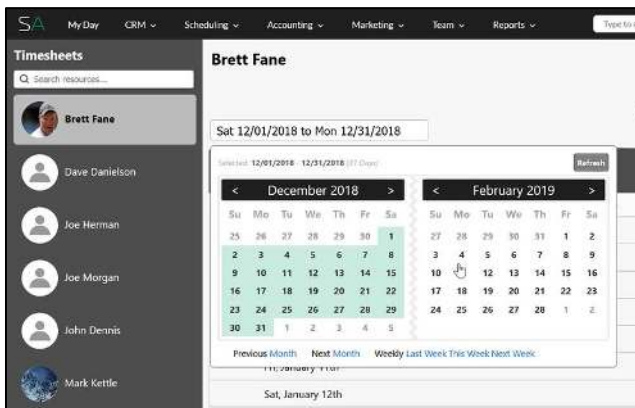 SA My Day CRM Scheduling Accounting Marketing Team Reports Type to
Timesheets
Search resources...
Brett Fane
Dave Danielson
Joe Herman
Joe Morgan
John Dennis
Mark Kettle
Brett Fane
Sat 12/01/2018 to Mon 12/31/2018
Selected: 12/01/2018 - 12/31/2018 Refresh
< December 2018 >
Su Mo Tu We Th Fr Sa
25 26 27 28 29 30 1
2 3 4 5 6 7 8
9 10 11 12 13 14 15
16 17 18 19 20 21 22
23 24 25 26 27 28 29
30 31 1 2 3 4 5
< February 2019 >
Su Mo Tu We Th Fr Sa
27 28 29 30 31 1 2
3 4 5 6 7 8 9
10 12 13 14 15 16
17 18 19 20 21 22 23
24 25 26 27 28 1 2
Previous Month Next Month Weekly Last Week This Week Next Week
Fri, January 11th
Sat, January 12th